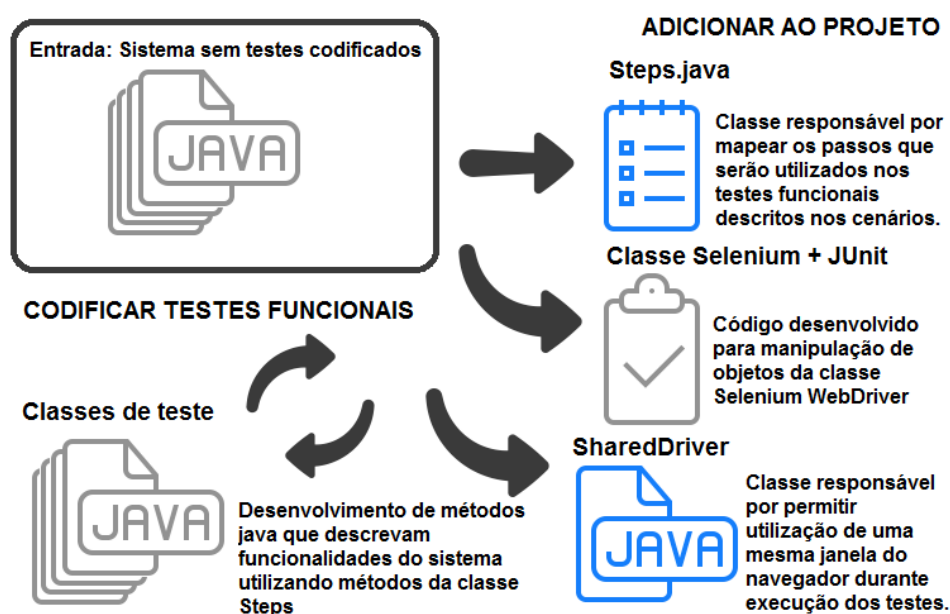 Entrada: Sistema sem testes codificados
JAVA
ADICIONAR AO PROJETO
Steps.java
Classe responsável por
mapear os passos que
serão utilizados nos
testes funcionais
descritos nos cenários.
Classe Selenium + JUnit
Código desenvolvido
para manipulação de
objetos da classe
Selenium WebDriver
SharedDriver
JAVA
Classe responsável
por permitir
utilização de uma
mesma janela do
navegador durante
execução dos testes.
CODIFICAR TESTES FUNCIONAIS
Classes de teste
JAVA
Desenvolvimento de métodos
java que descrevam
funcionalidades do sistema
utilizando métodos da classe
Steps